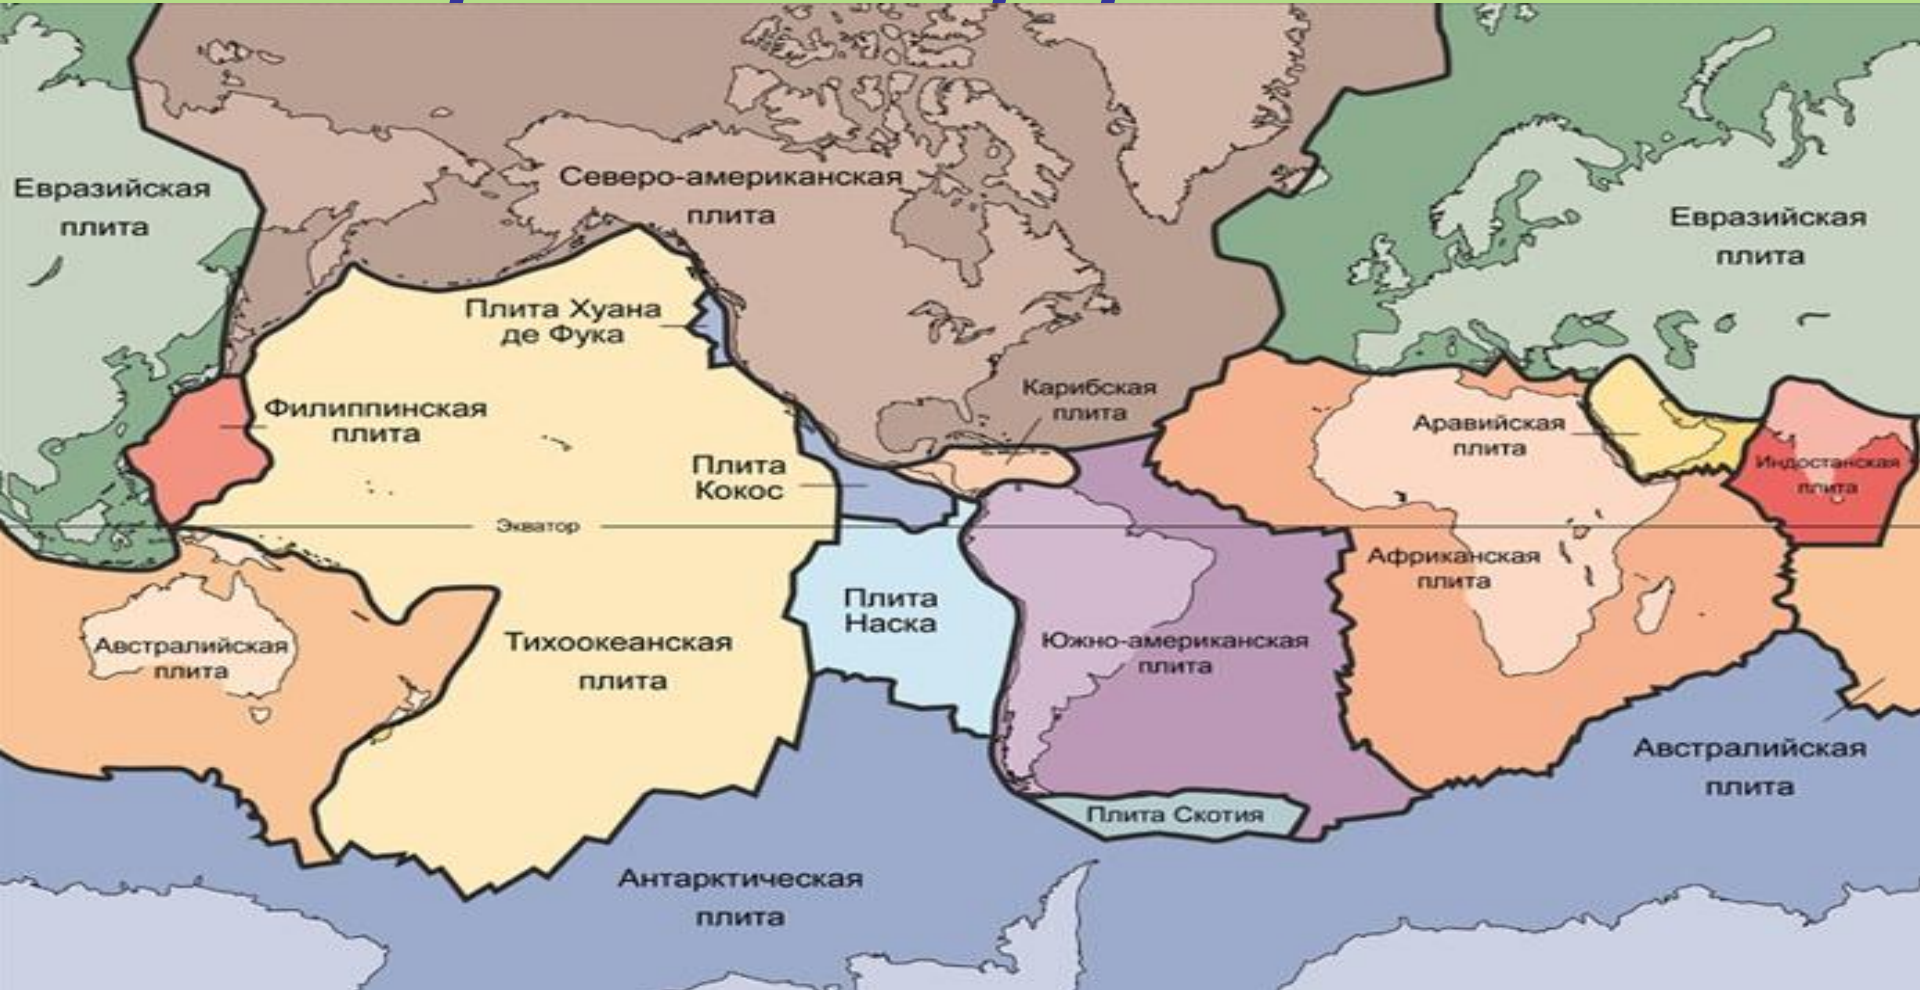 Евразийская
плита
Северо-американская
плита
Евразийская
плита
Плита Хуана
де Фука
Карибская
плита
Филиппинская
плита
Аравийская
плита
Плита
Кокос
Индостанская
плита
Экватор
Африканская
плита
Плита
Наска
Австралийская
плита
Тихоокеанская
плита
Южно-американская
плита
Австралийская
плита
Плита Скотия
Антарктическая
плита